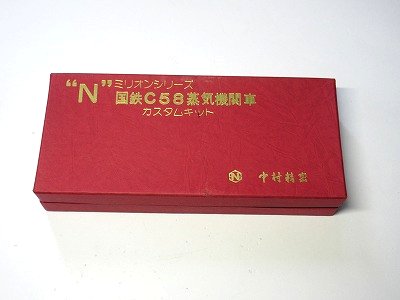 "N"ミリオンシリーズ
国鉄C58蒸気機関車
カスタムキット
N 中村精密